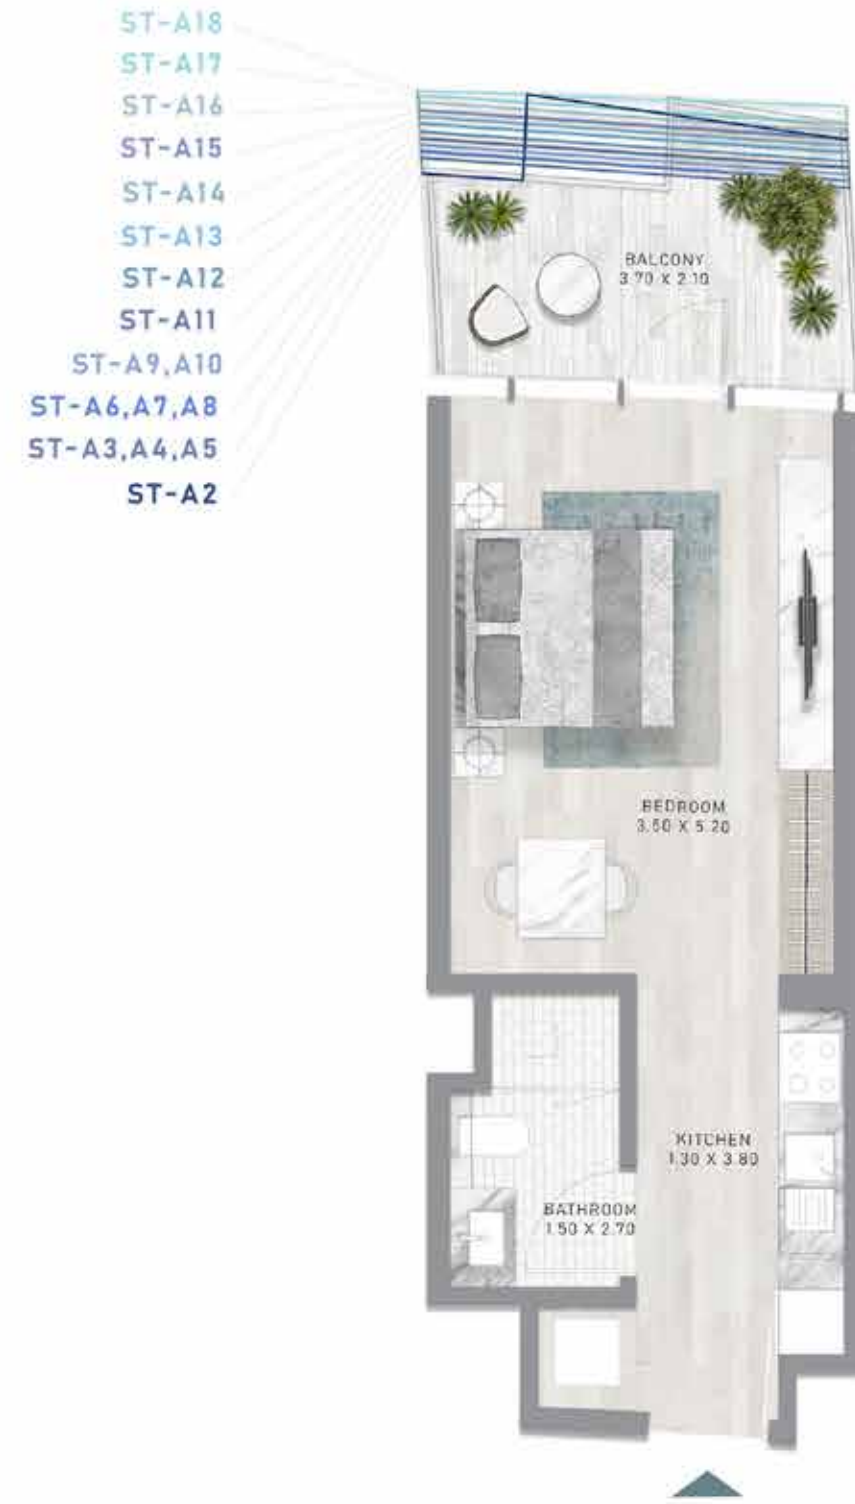 ST-A18
ST-A17
ST-A16
ST-A15
ST-A14
ST-A13
ST-A12
ST-A11
ST-A9,A10
ST-A6,A7,A8
ST-A3,A4,A5
ST-A2
BALCONY
3.70 X 2.10
BEDROOM
3.50 X 5.20
KITCHEN
1.30 X 3.80
BATHROOM
1.50 X 2.70